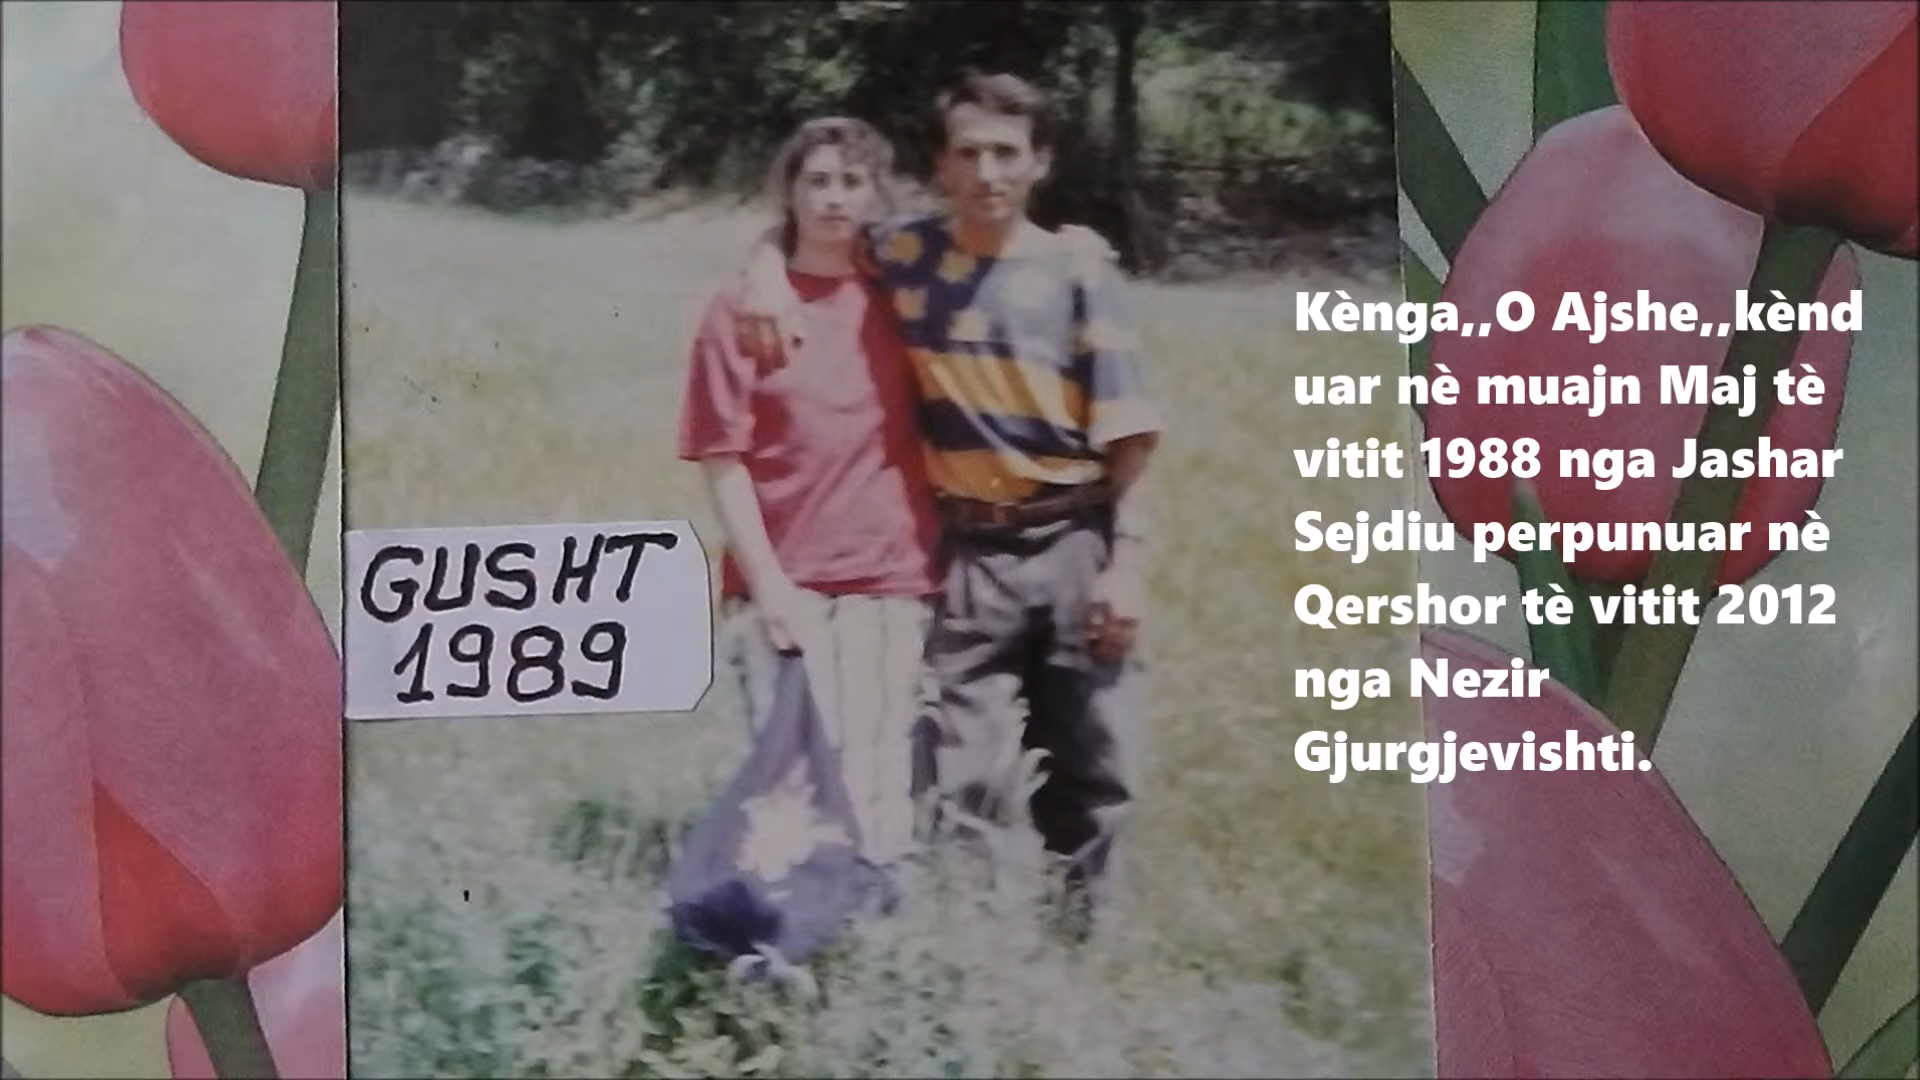 GUSHT
1989
Kènga,,O Ajshe,,kènd
uar nè muajn Maj tè
vitit 1988 nga Jashar
Sejdiu perpunuar nè
Qershor tè vitit 2012
nga Nezir
Gjurgjevishti.